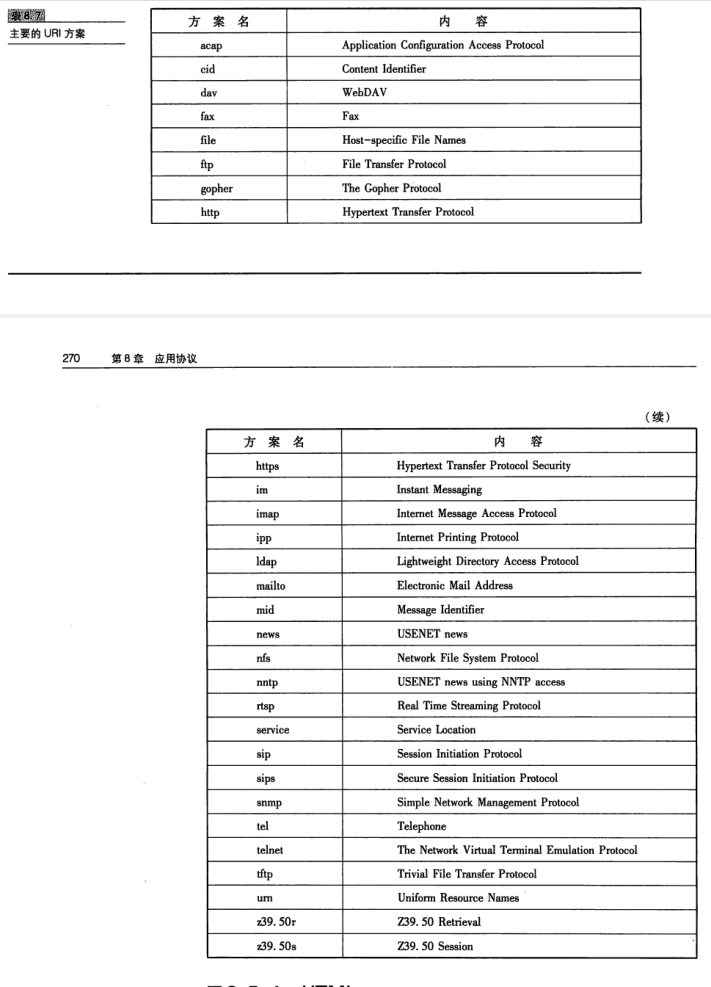 表8.7
主要的 URI 方案
方 案 名 内 容
acap Application Configuration Access Protocol
cid Content Identifier
dav WebDAV
fax Fax
file Host-specific File Names
ftp File Transfer Protocol
gopher The Gopher Protocol
http Hypertext Transfer Protocol
270 第 8 章 应用协议
（续）
方 案 名 内 容
https Hypertext Transfer Protocol Security
im Instant Messaging
imap Internet Message Access Protocol
ipp Internet Printing Protocol
ldap Lightweight Directory Access Protocol
mailto Electronic Mail Address
mid Message Identifier
news USENET news
nfs Network File System Protocol
nntp USENET news using NNTP access
rtsp Real Time Streaming Protocol
service Service Location
sip Session Initiation Protocol
sips Secure Session Initiation Protocol
snmp Simple Network Management Protocol
tel Telephone
telnet The Network Virtual Terminal Emulation Protocol
tftp Trivial File Transfer Protocol
urn Uniform Resource Names
z39. 50r Z39. 50 Retrieval
z39. 50s Z39. 50 Session